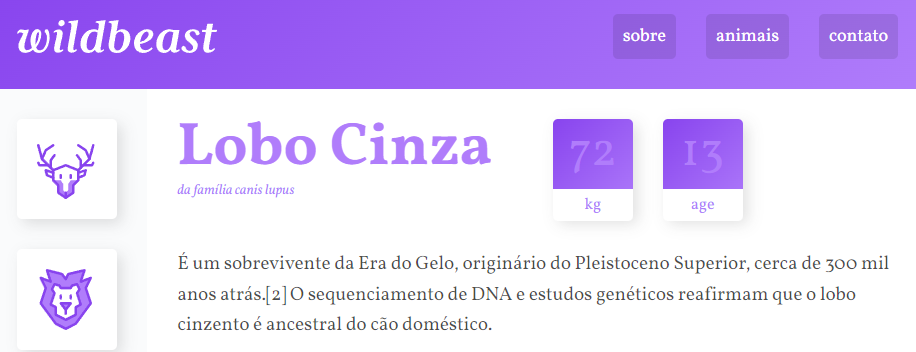 wildbeast
sobre
animais
contato
Lobo Cinza
da família canis lupus
72
kg
13
age
É um sobrevivente da Era do Gelo, originário do Pleistoceno Superior, cerca de 300 mil
anos atrás.[2] O sequenciamento de DNA e estudos genéticos reafirmam que o lobo
cinzento é ancestral do cão doméstico.